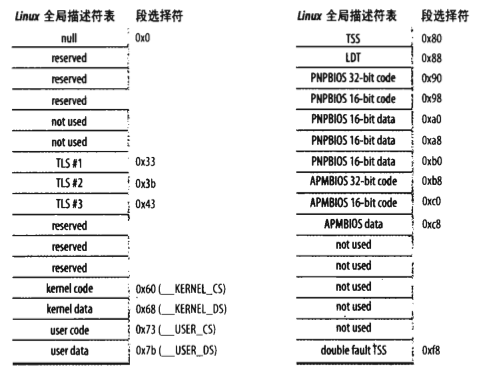 Linux 全局描述符表 段选择符
null 0x0
reserved
reserved
reserved
not used
not used
TLS #1 0x33
TLS #2 0x3b
TLS #3 0x43
reserved
reserved
reserved
kernel code 0x60 (__KERNEL_CS)
kernel data 0x68 (__KERNEL_DS)
user code 0x73 (__USER_CS)
user data 0x7b (__USER_DS)
Linux 全局描述符表 段选择符
TSS 0x80
LDT 0x88
PNPBIOS 32-bit code 0x90
PNPBIOS 16-bit code 0x98
PNPBIOS 16-bit data 0xa0
PNPBIOS 16-bit data 0xa8
PNPBIOS 16-bit data 0xb0
APMBIOS 32-bit code 0xb8
APMBIOS 16-bit code 0xc0
APMBIOS data 0xc8
not used
not used
not used
not used
not used
double fault TSS 0xf8